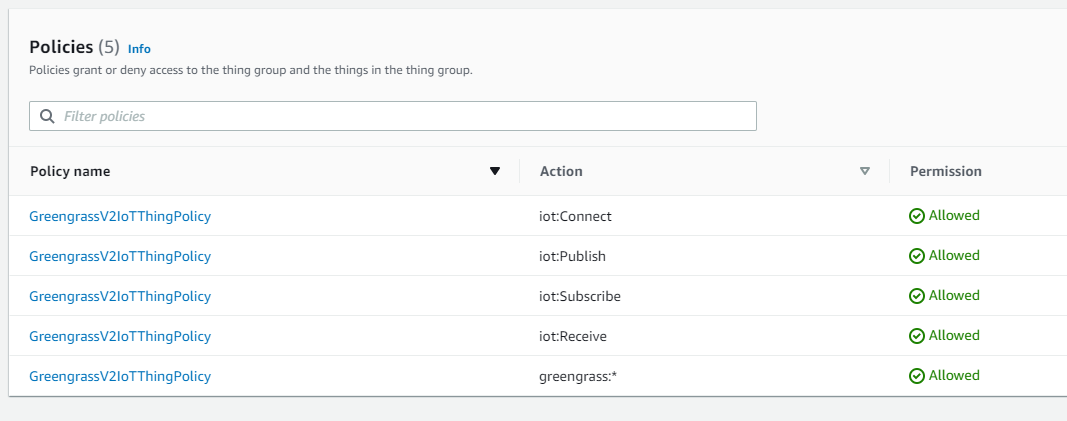 Policies (5) Info
Policies grant or deny access to the thing group and the things in the thing group.
Filter policies
Policy name Action Permission
GreengrassV2IoTThingPolicy iot:Connect Allowed
GreengrassV2IoTThingPolicy iot:Publish Allowed
GreengrassV2IoTThingPolicy iot:Subscribe Allowed
GreengrassV2IoTThingPolicy iot:Receive Allowed
GreengrassV2IoTThingPolicy greengrass:* Allowed